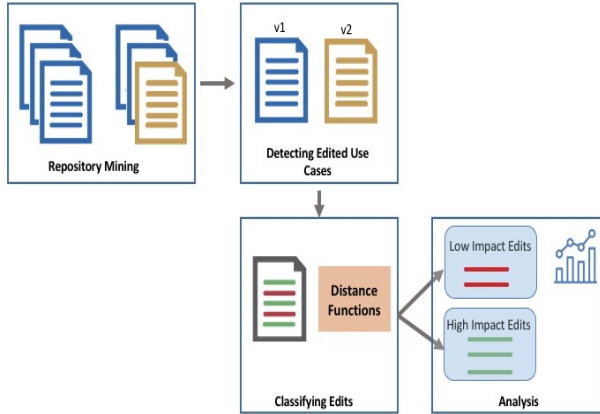 v1
v2
Repository Mining
Detecting Edited Use
Cases
Distance
Functions
Classifying Edits
Low Impact Edits
High Impact Edits
Analysis